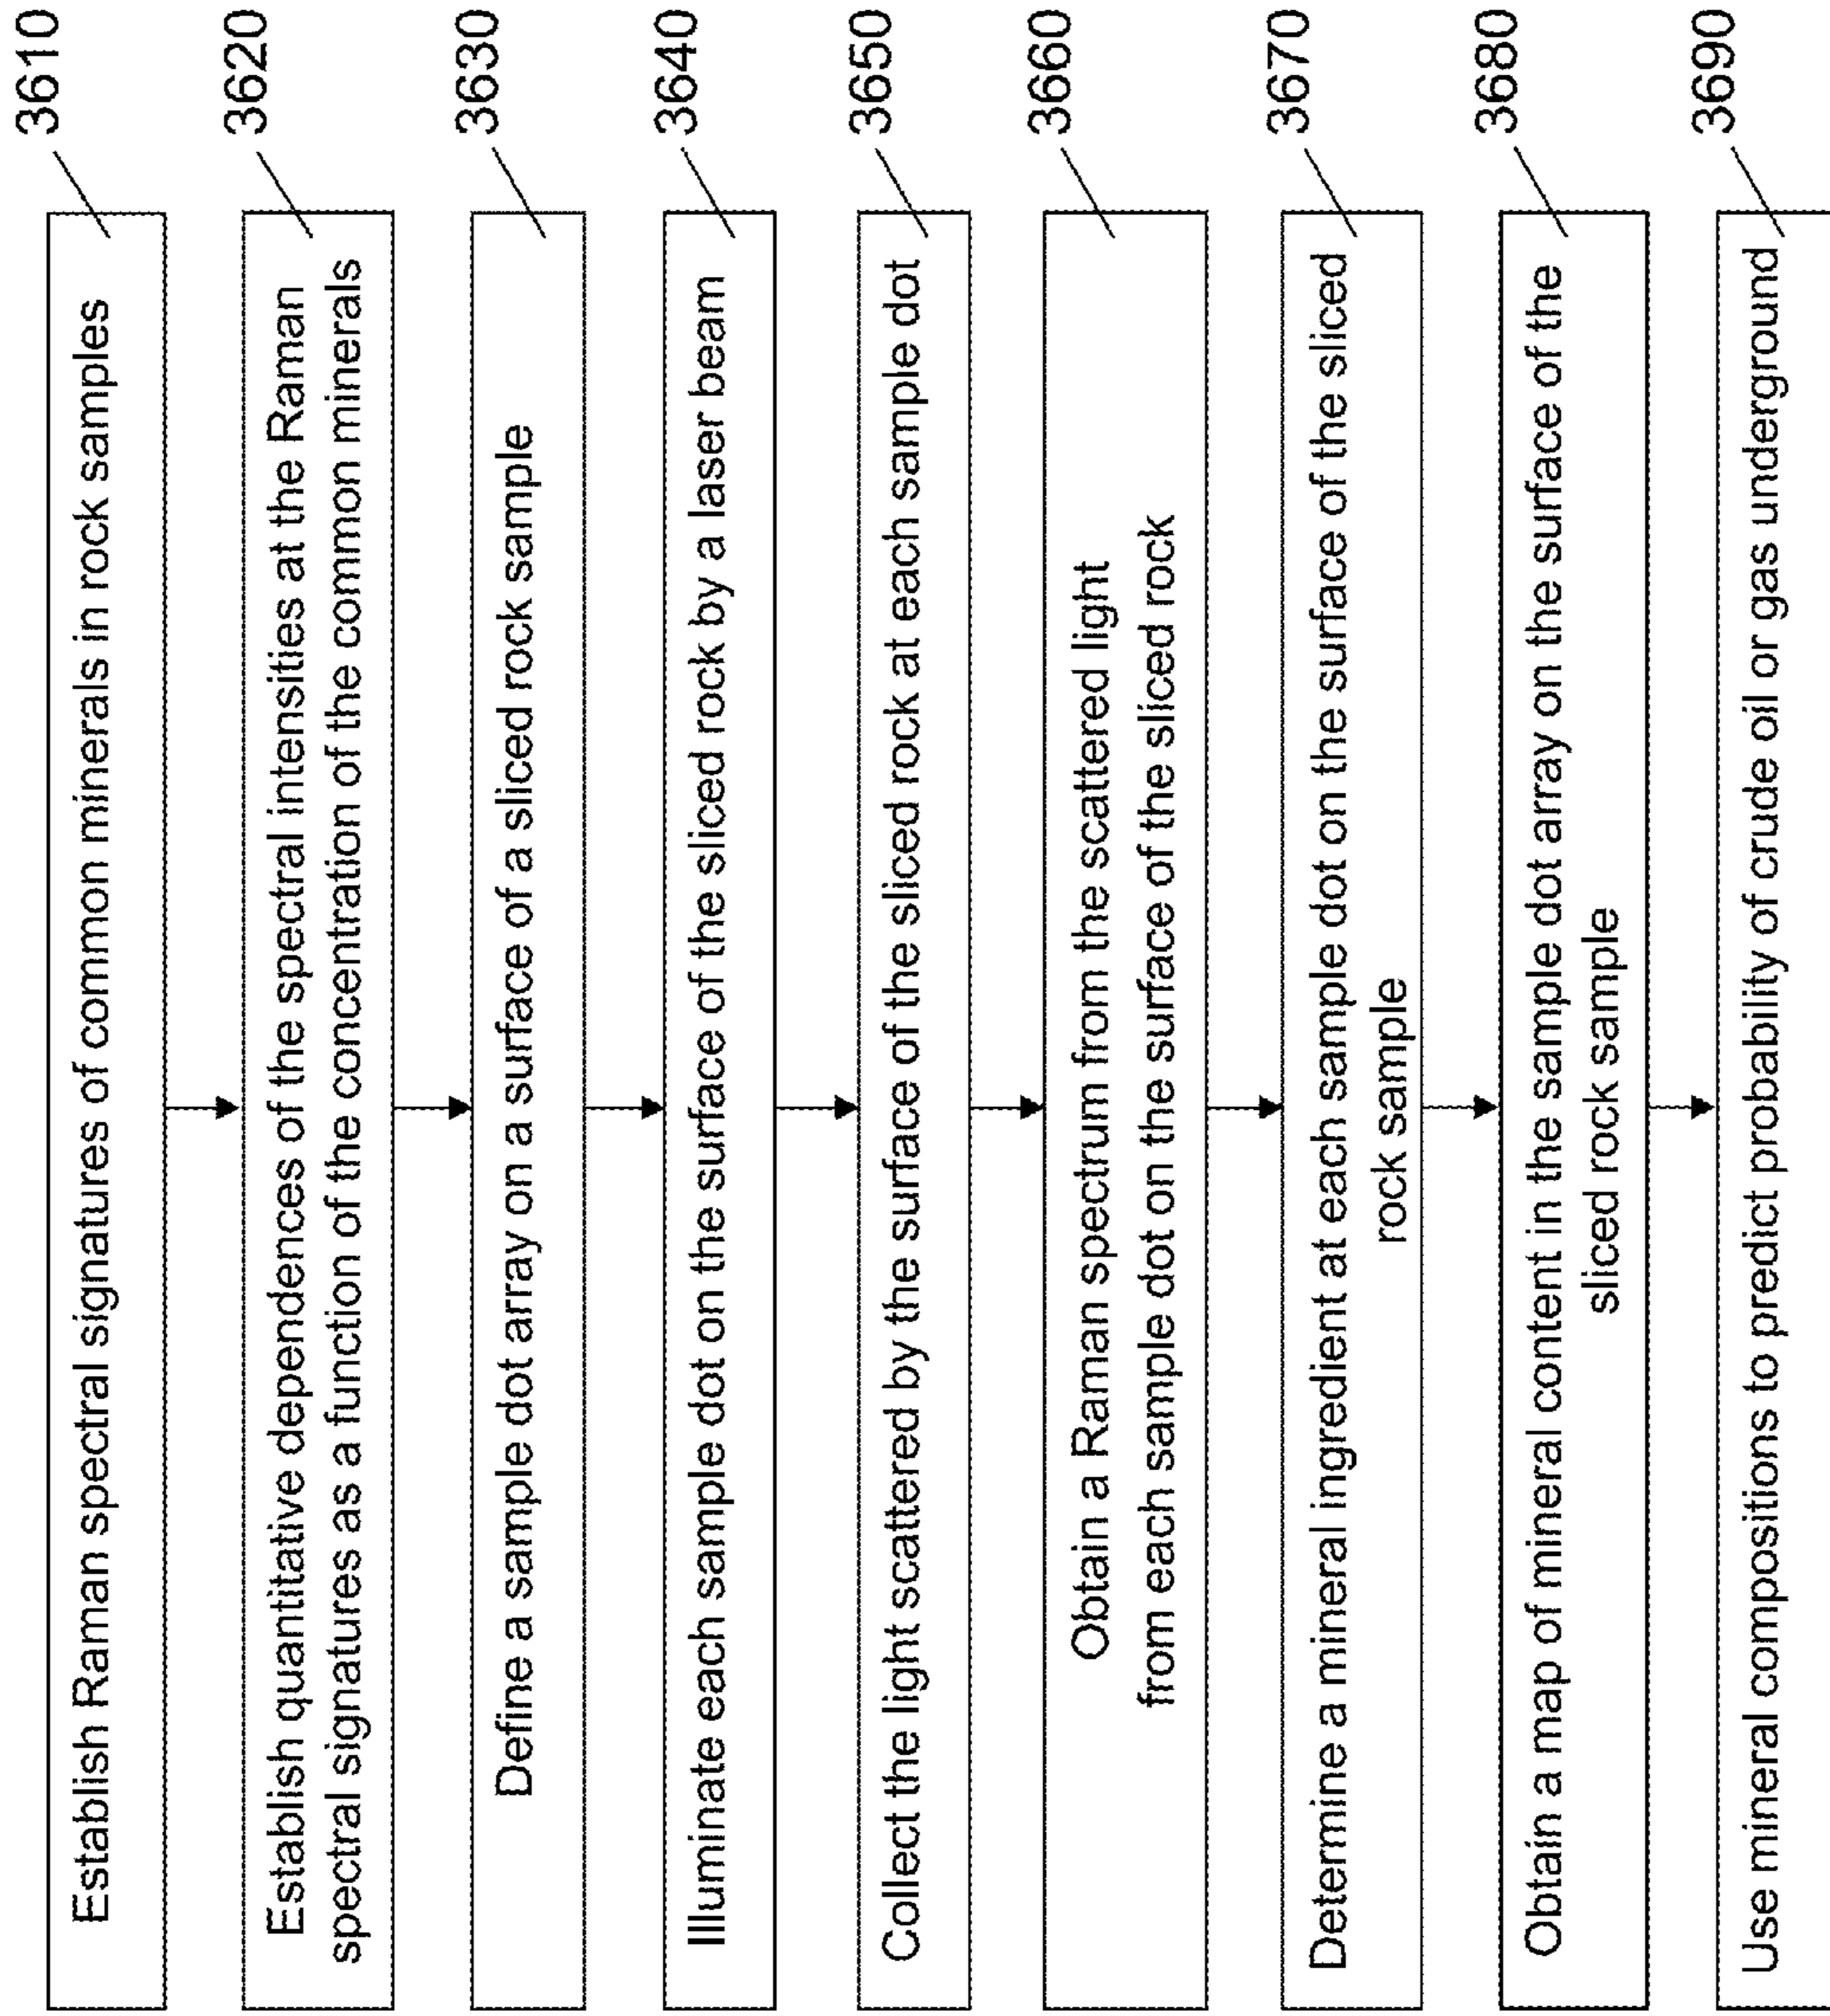 Establish Raman spectral signatures of common minerals in rock samples
3610
Establish quantitative dependences of the spectral intensities at the Raman
spectral signatures as a function of the concentration of the common minerals
3620
Define a sample dot array on a surface of a sliced rock sample
3630
Illuminate each sample dot on the surface of the sliced rock by a laser beam
3640
Collect the light scattered by the surface of the sliced rock at each sample dot
3650
Obtain a Raman spectrum from the scattered light
from each sample dot on the surface of the sliced rock
3660
Determine a mineral ingredient at each sample dot on the surface of the sliced
rock sample
3670
Obtain a map of mineral content in the sample dot array on the surface of the
sliced rock sample
3680
Use mineral compositions to predict probability of crude oil or gas underground
3690